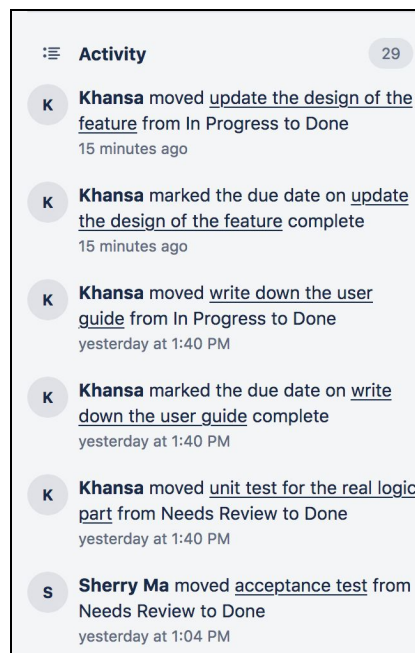 Activity 29
K Khansa moved update the design of the
feature from In Progress to Done
15 minutes ago
K Khansa marked the due date on update
the design of the feature complete
15 minutes ago
K Khansa moved write down the user
guide from In Progress to Done
yesterday at 1:40 PM
K Khansa marked the due date on write
down the user guide complete
yesterday at 1:40 PM
K Khansa moved unit test for the real logic
part from Needs Review to Done
yesterday at 1:40 PM
S Sherry Ma moved acceptance test from
Needs Review to Done
yesterday at 1:04 PM